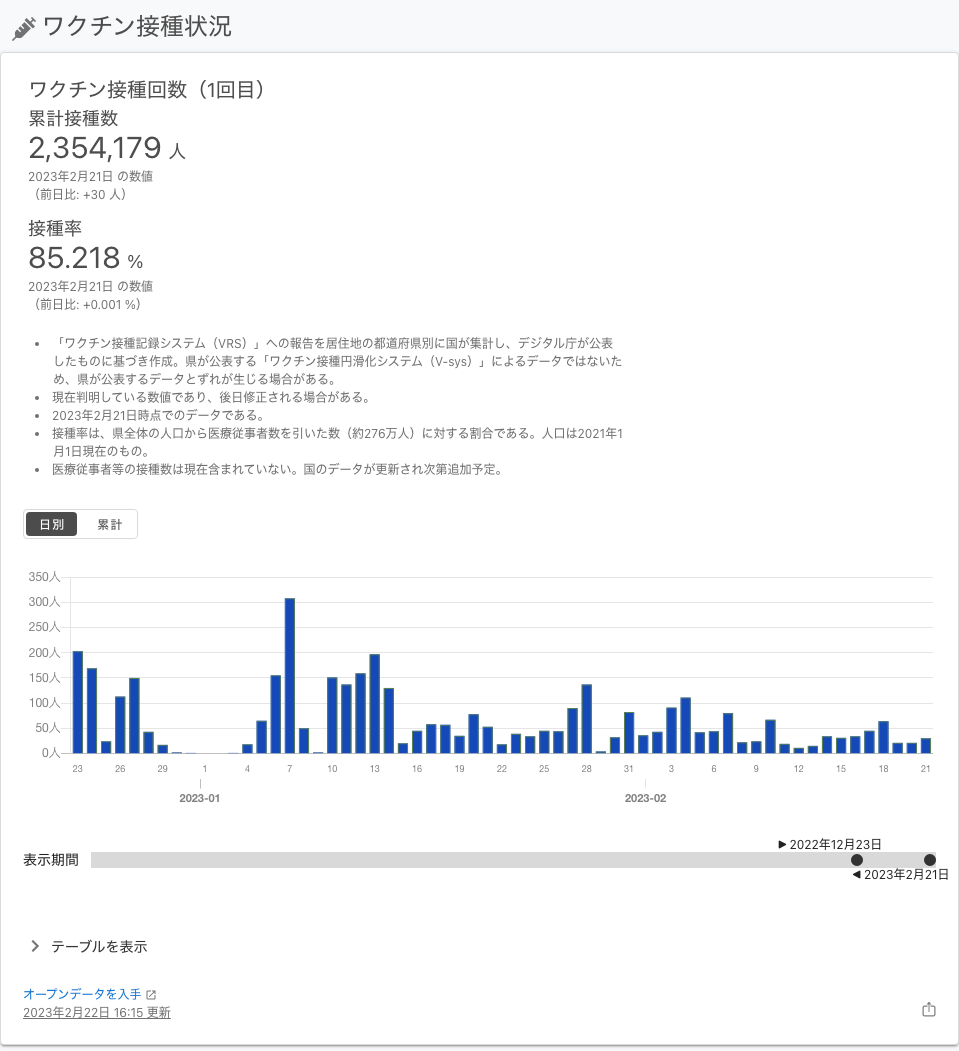 ワクチン接種状況
ワクチン接種回数（1回目）
累計接種数
2,354,179 人
2023年2月21日 の数値
（前日比: +30 人）
接種率
85.218 %
2023年2月21日 の数値
（前日比: +0.001 %）
• 「ワクチン接種記録システム（VRS）」への報告を居住地の都道府県別に国が集計し、デジタル庁が公表
したものに基づき作成。県が公表する「ワクチン接種円滑化システム（V-sys）」によるデータではないた
め、県が公表するデータとずれが生じる場合がある。
• 現在判明している数値であり、後日修正される場合がある。
• 2023年2月21日時点でのデータである。
• 接種率は、県全体の人口から医療従事者数を引いた数（約276万人）に対する割合である。人口は2021年1
月1日現在のもの。
• 医療従事者等の接種数は現在含まれていない。国のデータが更新され次第追加予定。
日別 累計
350人
300人
250人
200人
150人
100人
50人
0人
23 26 29 1 4 7 10 13 16 19 22 25 28 31 3 6 9 12 15 18 21
2023-01 2023-02
▶ 2022年12月23日
表示期間
◀ 2023年2月21日
テーブルを表示
オープンデータを入手
2023年2月22日 16:15 更新